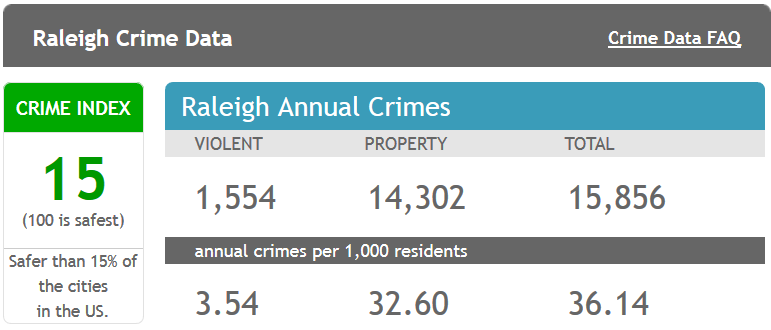 Raleigh Crime Data
Crime Data FAQ
CRIME INDEX
15
(100 is safest)
Safer than 15% of
the cities
in the US.
Raleigh Annual Crimes
VIOLENT PROPERTY TOTAL
1,554 14,302 15,856
annual crimes per 1,000 residents
3.54 32.60 36.14